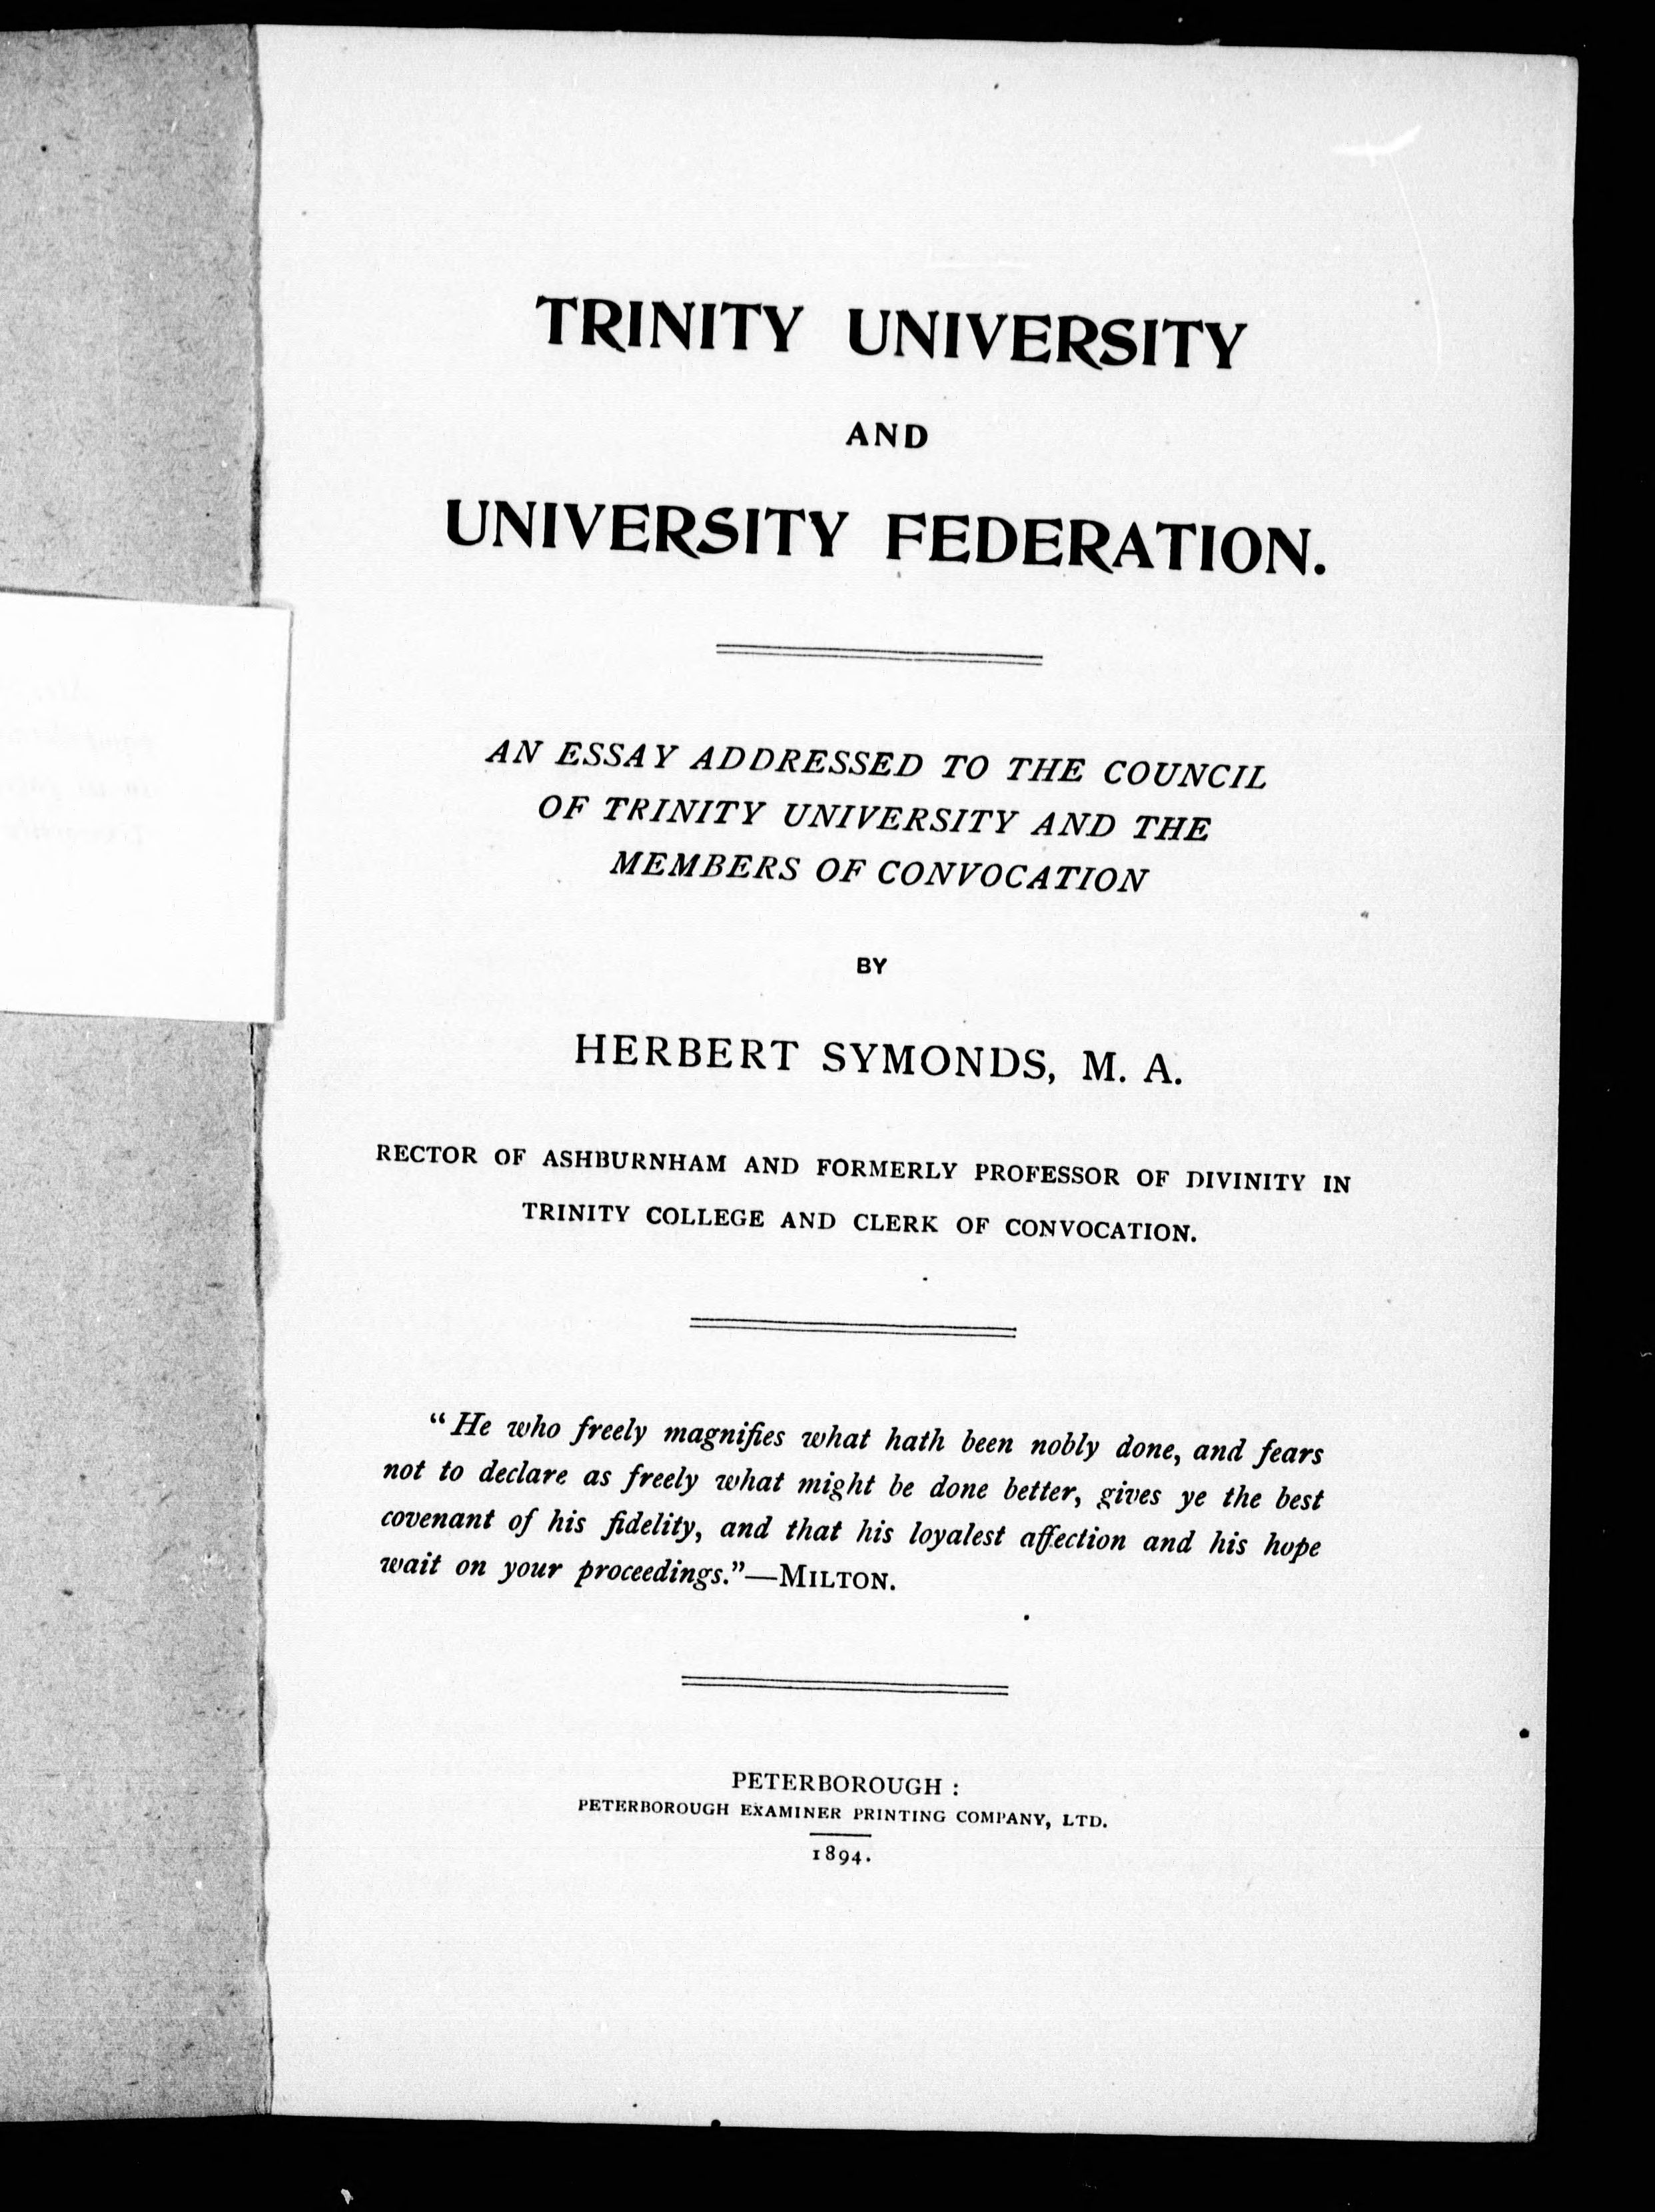 TRINITY UNIVERSITY
AND
UNIVERSITY FEDERATION.
AN ESSAY ADDRESSED TO THE COUNCIL
OF TRINITY UNIVERSITY AND THE
MEMBERS OF CONVOCATION
BY
HERBERT SYMONDS, M. A.
RECTOR OF ASHBURNHAM AND FORMERLY PROFESSOR OF DIVINITY IN
TRINITY COLLEGE AND CLERK OF CONVOCATION.
“He who freely magnifies what hath been nobly done, and fears
not to declare as freely what might be done better, gives ye the best
covenant of his fidelity, and that his loyalest affection and his hope
wait on your proceedings.”—MILTON.
PETERBOROUGH :
PETERBOROUGH EXAMINER PRINTING COMPANY, LTD.
1894.